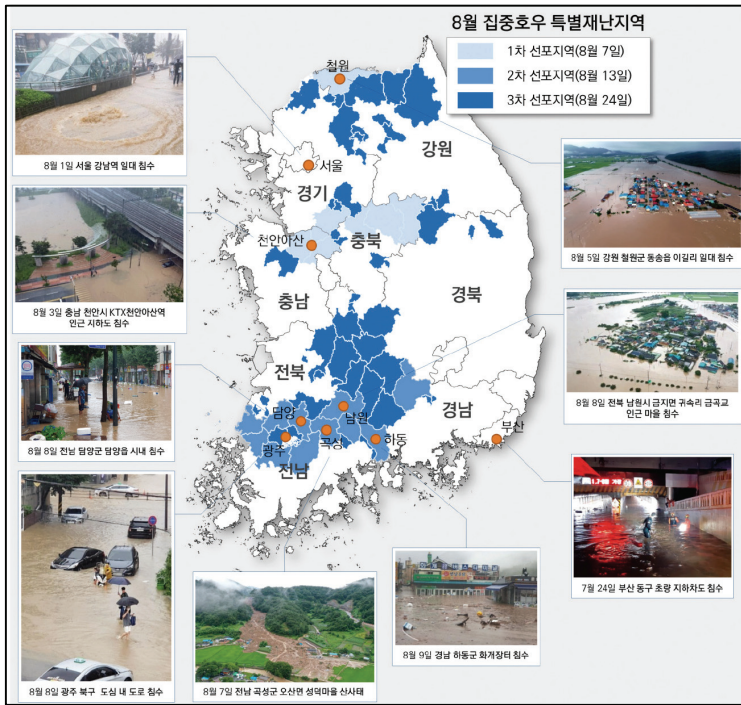 8월 집중호우 특별재난지역
1차 선포지역(8월 7일)
2차 선포지역(8월 13일)
3차 선포지역(8월 24일)
철원
서울
강원
경기
천안아산
충북
충남
경북
전북
담양
남원
경남
부산
광주
곡성
하동
전남
8월 1일 서울 강남역 일대 침수
8월 3일 충남 천안시 KTX천안아산역
인근 지하도 침수
8월 8일 전남 담양군 담양읍 시내 침수
8월 8일 광주 북구 도심 내 도로 침수
8월 7일 전남 곡성군 오산면 성덕마을 산사태
8월 9일 경남 하동군 화개장터 침수
8월 5일 강원 철원군 동송읍 이길리 일대 침수
8월 8일 전북 남원시 금지면 귀속리 금곡교
인근 마을 침수
7월 24일 부산 동구 초량 지하차도 침수